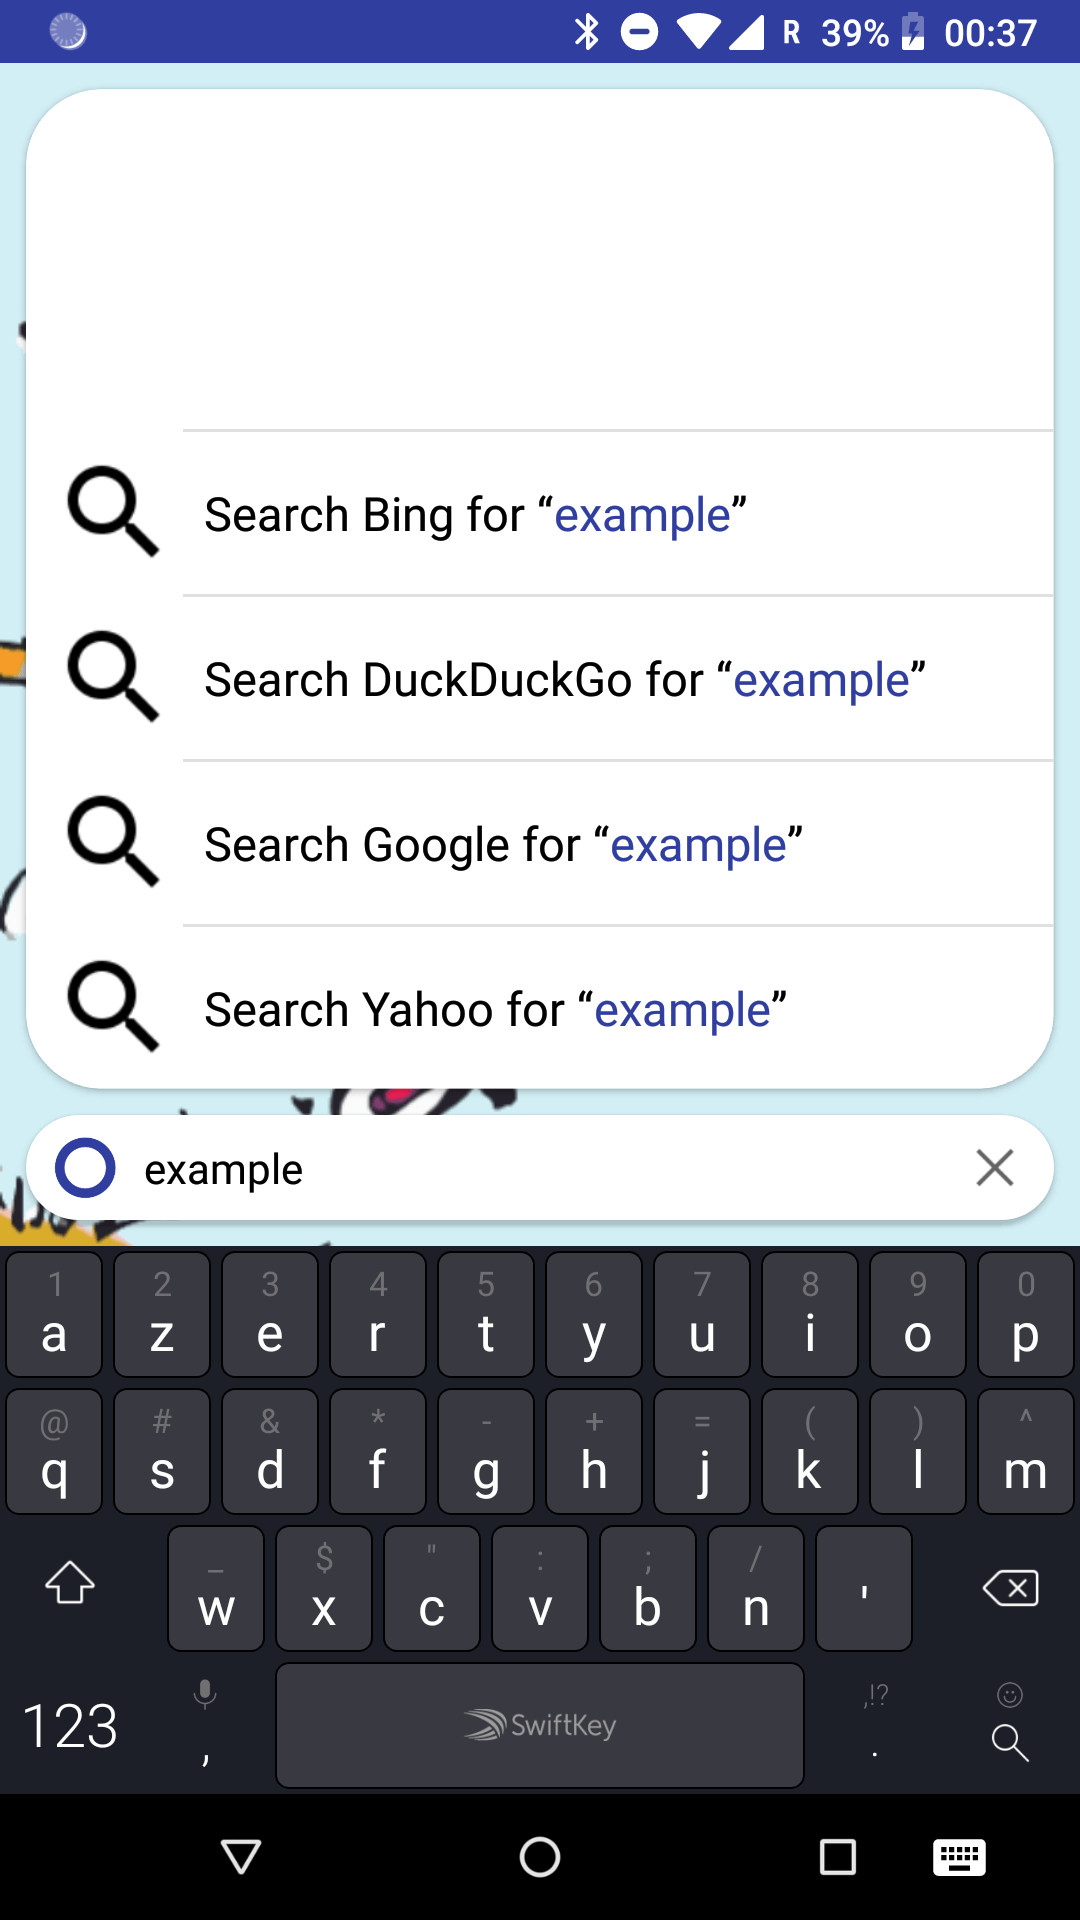 R 39% 00:37
Search Bing for “example”
Search DuckDuckGo for “example”
Search Google for “example”
Search Yahoo for “example”
example
1 2 3 4 5 6 7 8 9 0
a z e r t y u i o p
@ # & * - + = ( ) ^
q s d f g h j k l m
_ $ " : ; /
w x c v b n '
,!?
123 , SwiftKey .